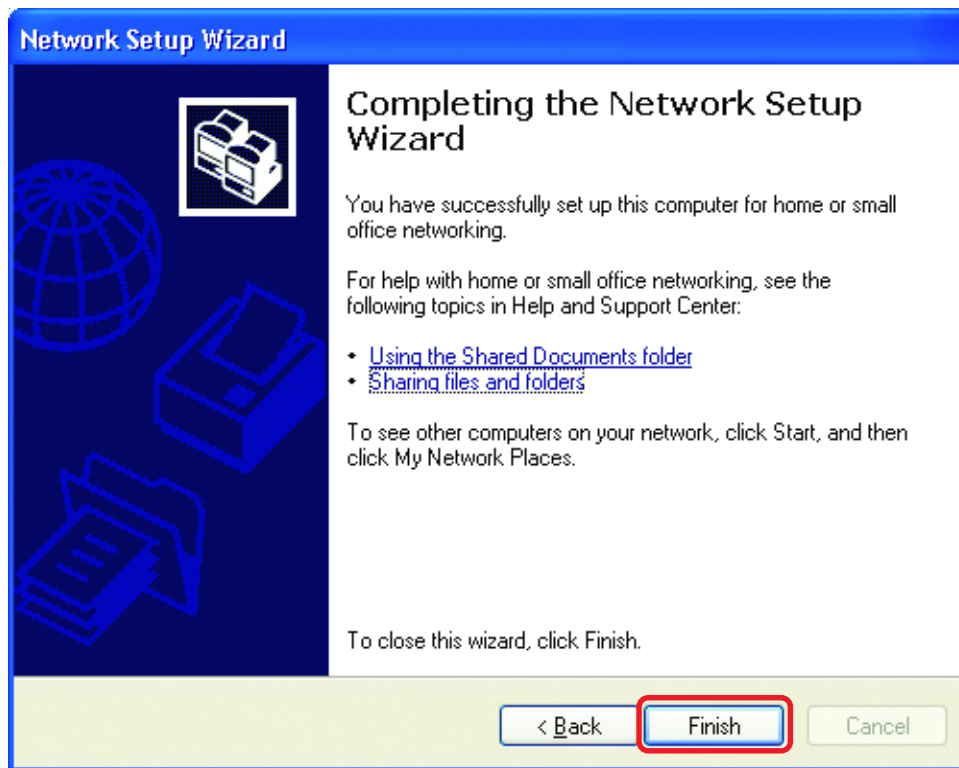 Network Setup Wizard
Completing the Network Setup
Wizard
You have successfully set up this computer for home or small
office networking.
For help with home or small office networking, see the
following topics in Help and Support Center:
• Using the Shared Documents folder
• Sharing files and folders
To see other computers on your network, click Start, and then
click My Network Places.
To close this wizard, click Finish.
< Back Finish Cancel